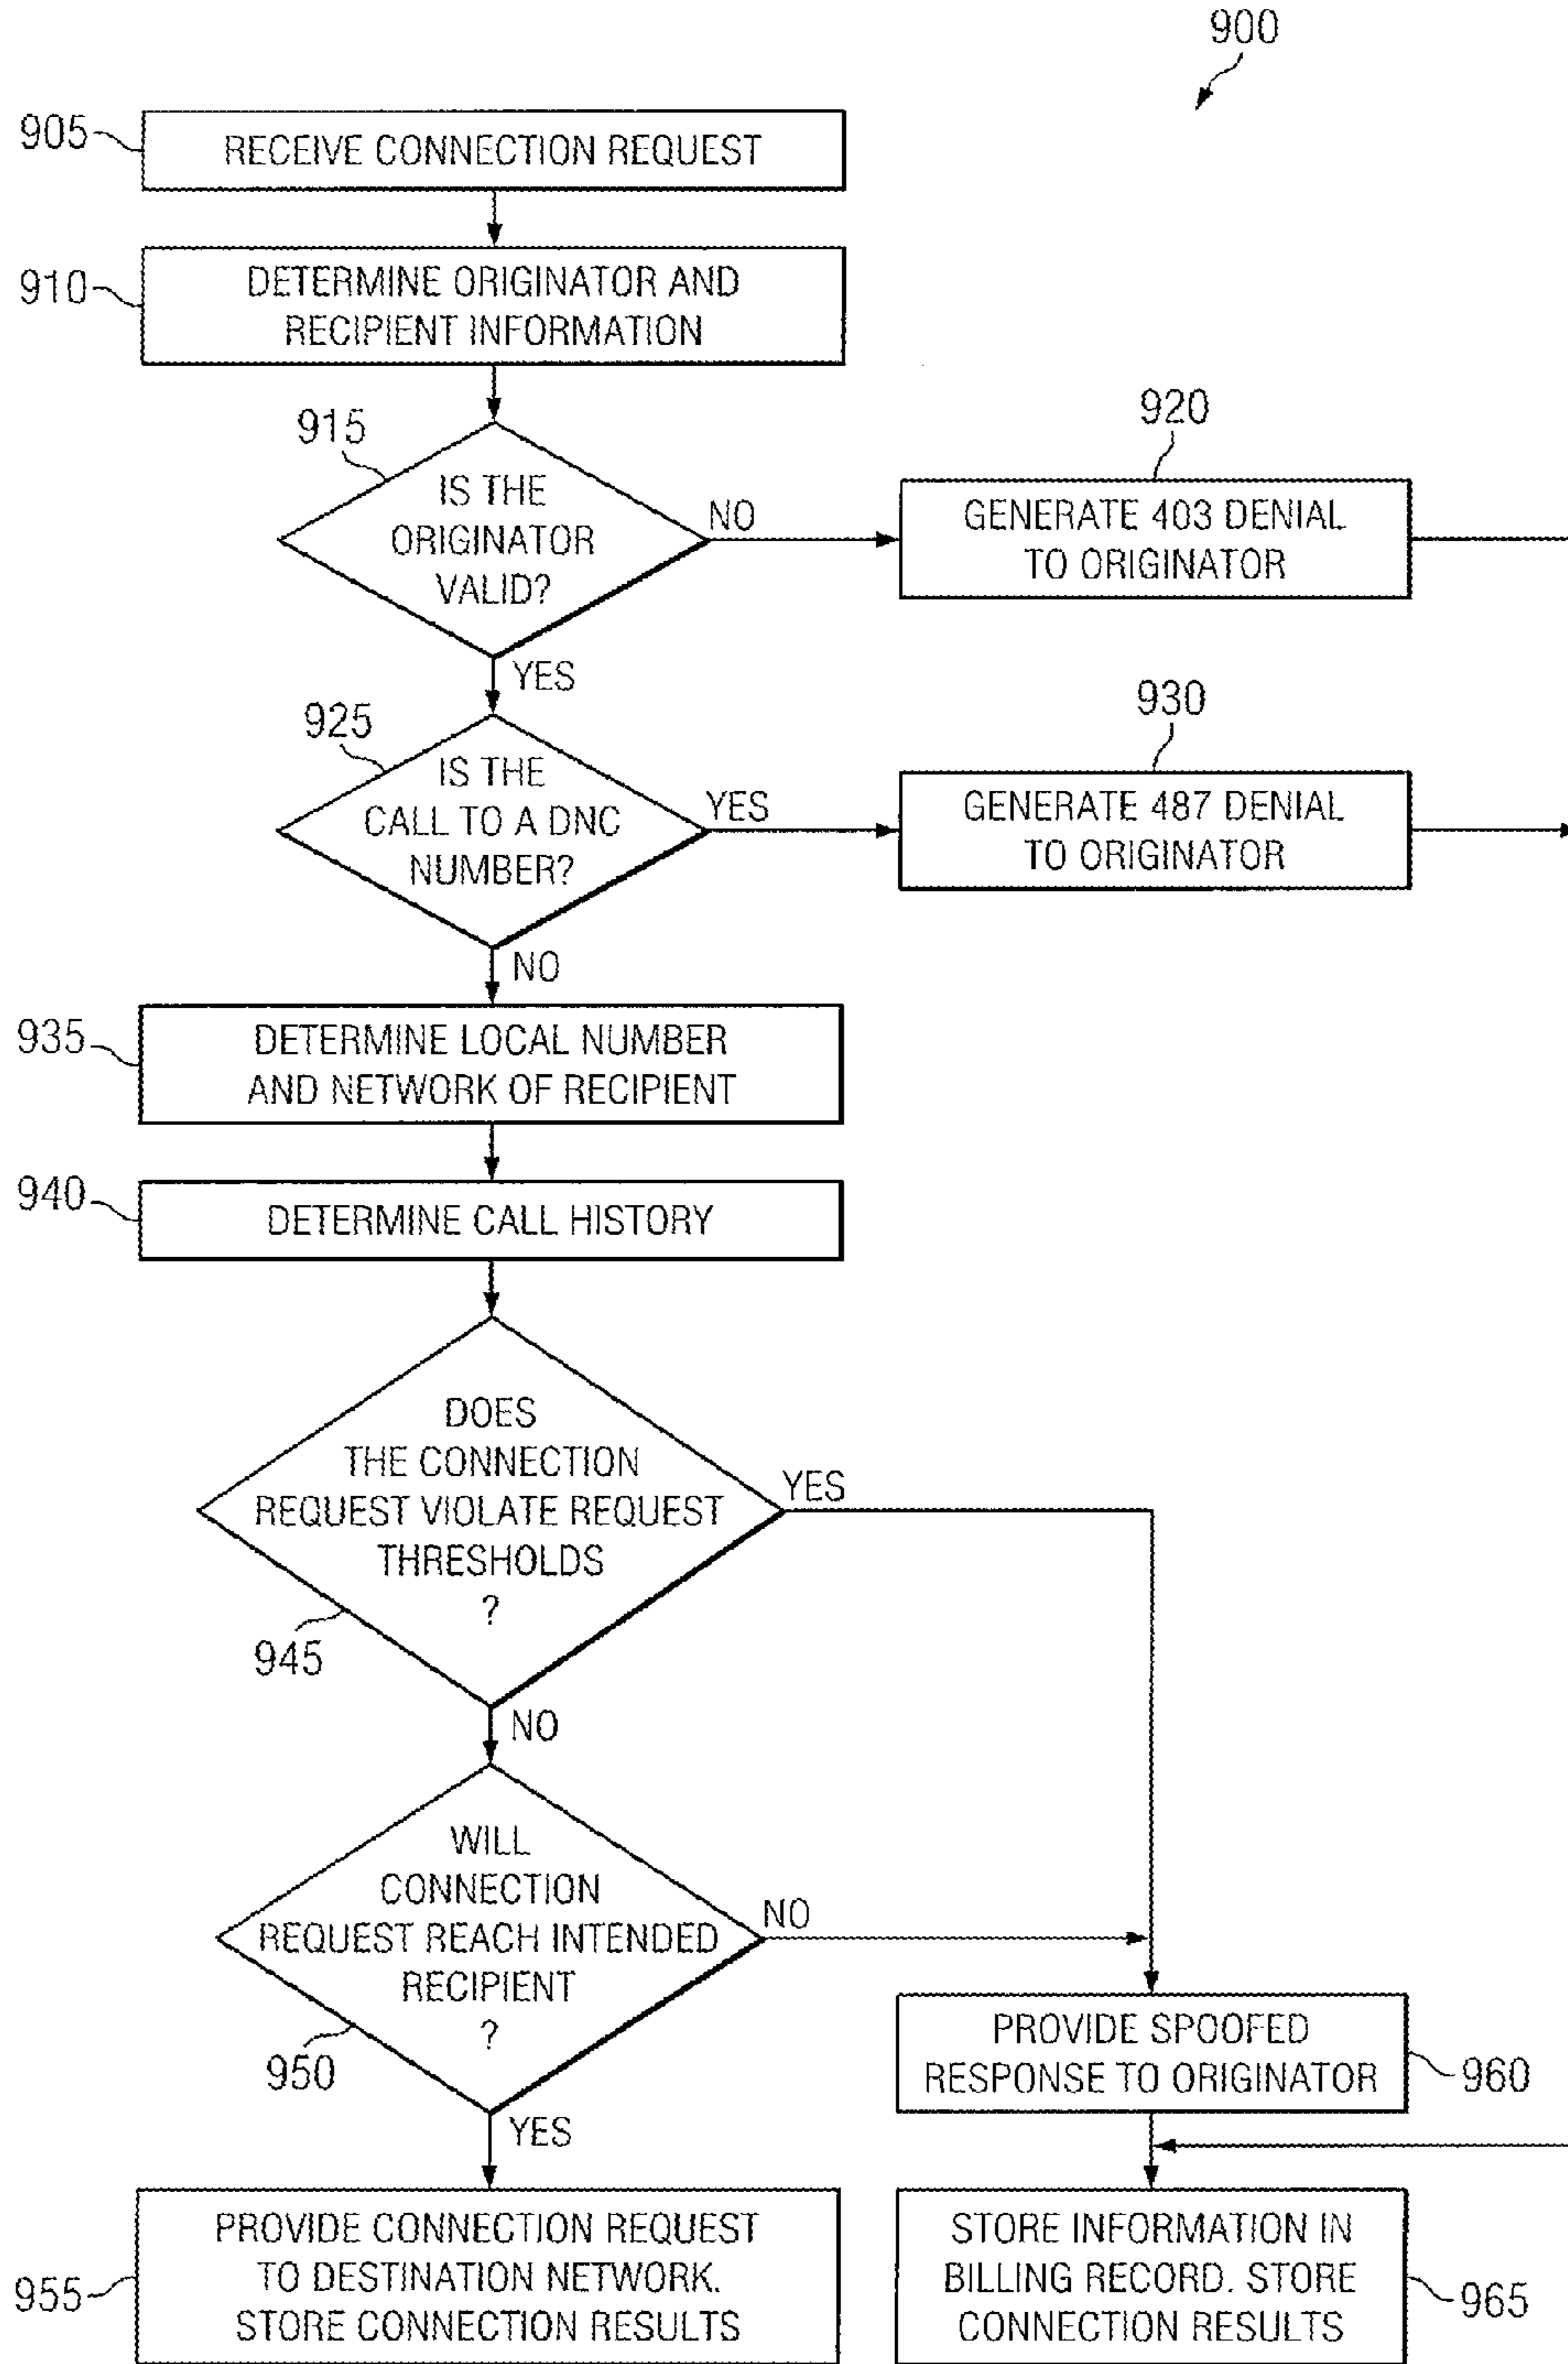 900
905
RECEIVE CONNECTION REQUEST
910
DETERMINE ORIGINATOR AND
RECIPIENT INFORMATION
915
IS THE
ORIGINATOR
VALID?
NO
YES
920
GENERATE 403 DENIAL
TO ORIGINATOR
925
IS THE
CALL TO A DNC
NUMBER?
YES
NO
930
GENERATE 487 DENIAL
TO ORIGINATOR
935
DETERMINE LOCAL NUMBER
AND NETWORK OF RECIPIENT
940
DETERMINE CALL HISTORY
DOES
THE CONNECTION
REQUEST VIOLATE REQUEST
THRESHOLDS
?
945
YES
NO
WILL
CONNECTION
REQUEST REACH INTENDED
RECIPIENT
?
950
NO
YES
PROVIDE SPOOFED
RESPONSE TO ORIGINATOR
960
955
PROVIDE CONNECTION REQUEST
TO DESTINATION NETWORK.
STORE CONNECTION RESULTS
STORE INFORMATION IN
BILLING RECORD. STORE
CONNECTION RESULTS
965